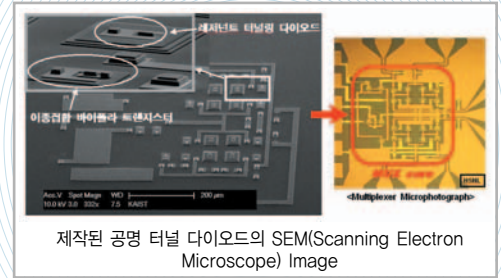 레저넌트 터널링 다이오드
이종접합 바이폴라 트랜지스터
Acc.V Spot Magn WD 200 μm
10.0 kV 3.0 332x 7.5 KAIST
MUX core
<Multiplexer Microphotograph>
제작된 공명 터널 다이오드의 SEM(Scanning Electron
Microscope) Image